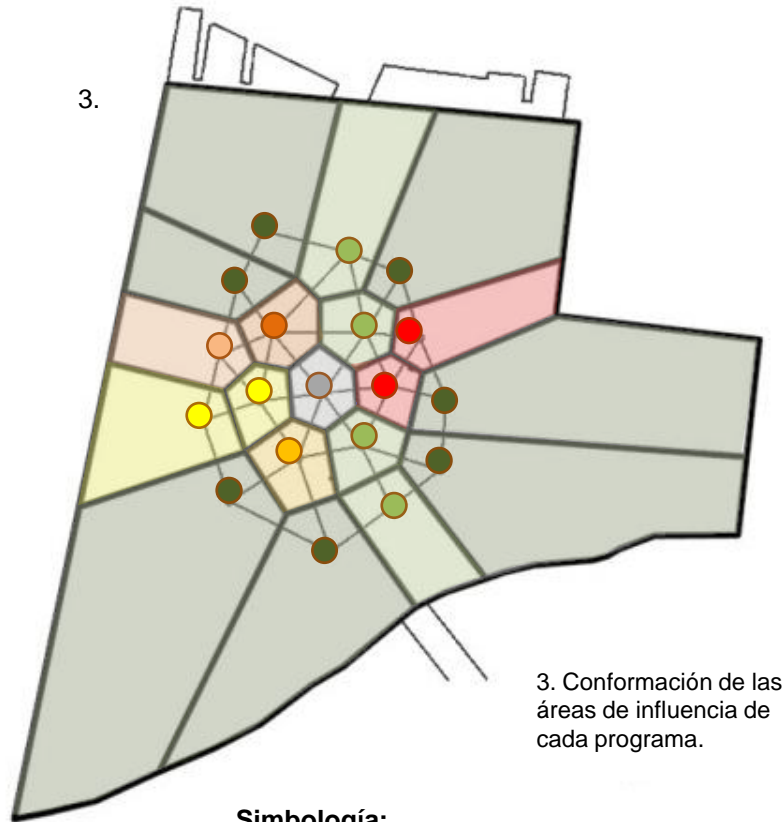 3.
3. Conformación de las
áreas de influencia de
cada programa.
Simbología: